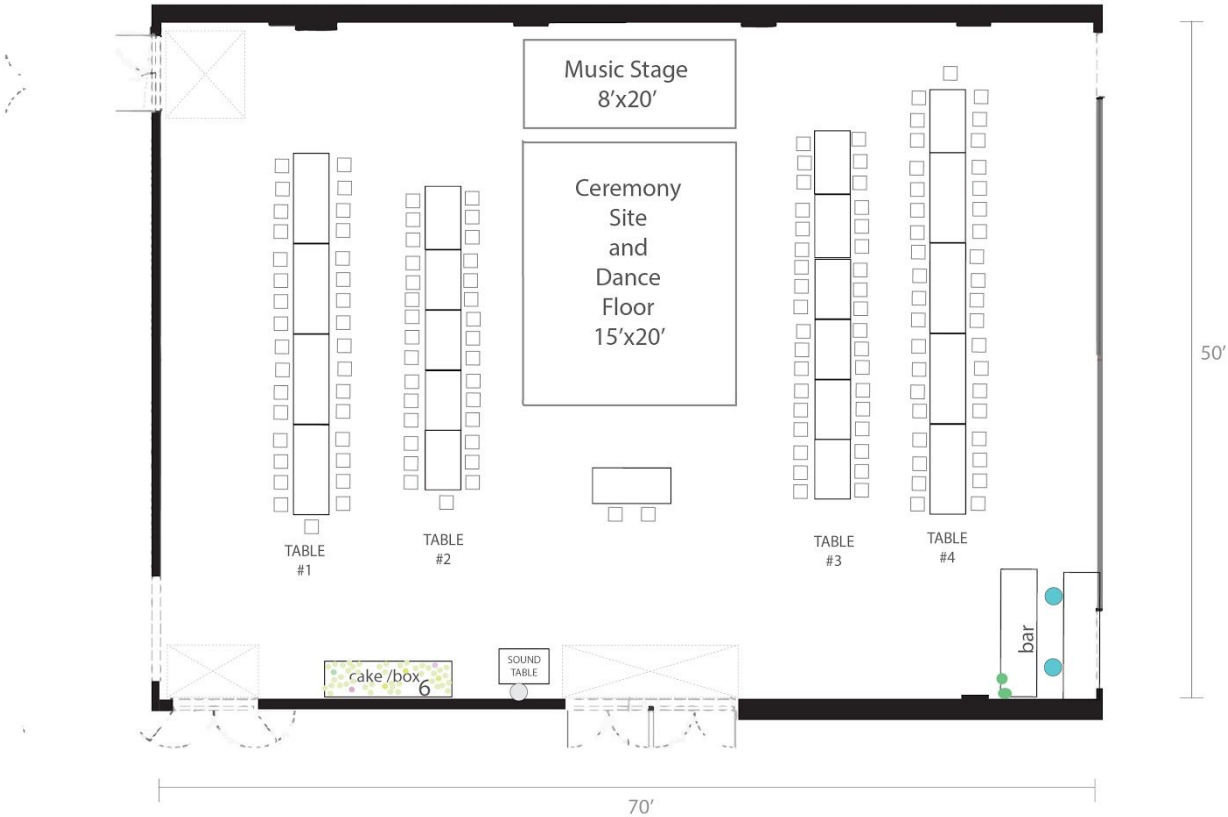 Music Stage
8'x20'
Ceremony
Site
and
Dance
Floor
15'x20'
50'
TABLE
#1
TABLE
#2
TABLE
#3
TABLE
#4
bar
SOUND
TABLE
cake /box
6
70'